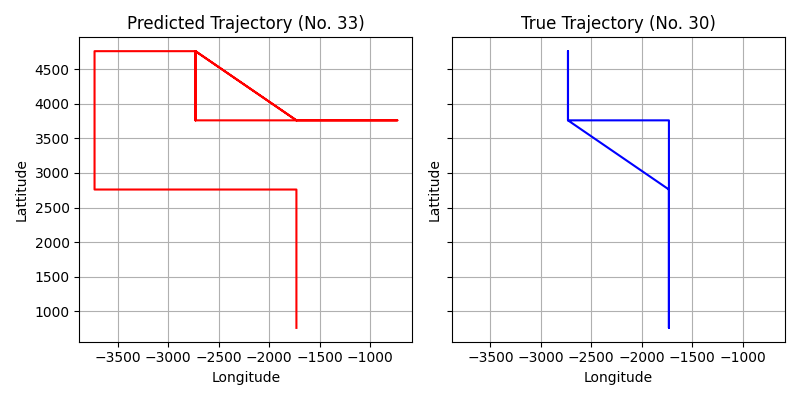 Predicted Trajectory (No. 33)
True Trajectory (No. 30)
Lattitude
4500
4000
3500
3000
2500
2000
1500
1000
−3500 −3000 −2500 −2000 −1500 −1000
Longitude
Lattitude
−3500 −3000 −2500 −2000 −1500 −1000
Longitude